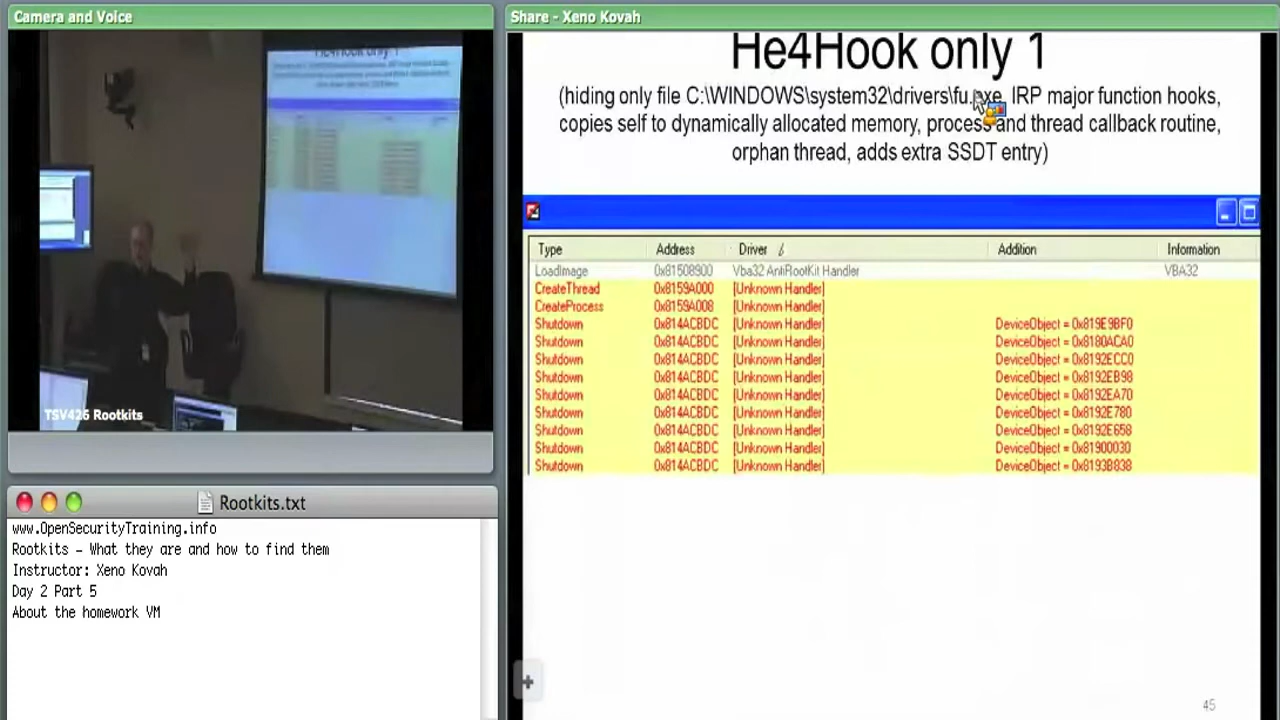 Camera and Voice
TSV426 Rootkits
Rootkits.txt
www.OpenSecurityTraining.info
Rootkits - What they are and how to find them
Instructor: Xeno Kovah
Day 2 Part 5
About the homework VM
Share - Xeno Kovah
He4Hook only 1
(hiding only file C:\WINDOWS\system32\drivers\fu.exe, IRP major function hooks,
copies self to dynamically allocated memory, process and thread callback routine,
orphan thread, adds extra SSDT entry)
Type Address Driver Addition Information
LoadImage 0x81508900 Vba32 AntiRootKit Handler VBA32
CreateThread 0x8159A000 [Unknown Handler]
CreateProcess 0x8159A008 [Unknown Handler]
Shutdown 0x814ACBDC [Unknown Handler] DeviceObject = 0x819E9BF0
Shutdown 0x814ACBDC [Unknown Handler] DeviceObject = 0x8180ACA0
Shutdown 0x814ACBDC [Unknown Handler] DeviceObject = 0x8192ECC0
Shutdown 0x814ACBDC [Unknown Handler] DeviceObject = 0x8192EB98
Shutdown 0x814ACBDC [Unknown Handler] DeviceObject = 0x8192EA70
Shutdown 0x814ACBDC [Unknown Handler] DeviceObject = 0x8192E780
Shutdown 0x814ACBDC [Unknown Handler] DeviceObject = 0x8192E658
Shutdown 0x814ACBDC [Unknown Handler] DeviceObject = 0x81900030
Shutdown 0x814ACBDC [Unknown Handler] DeviceObject = 0x8193B838
45